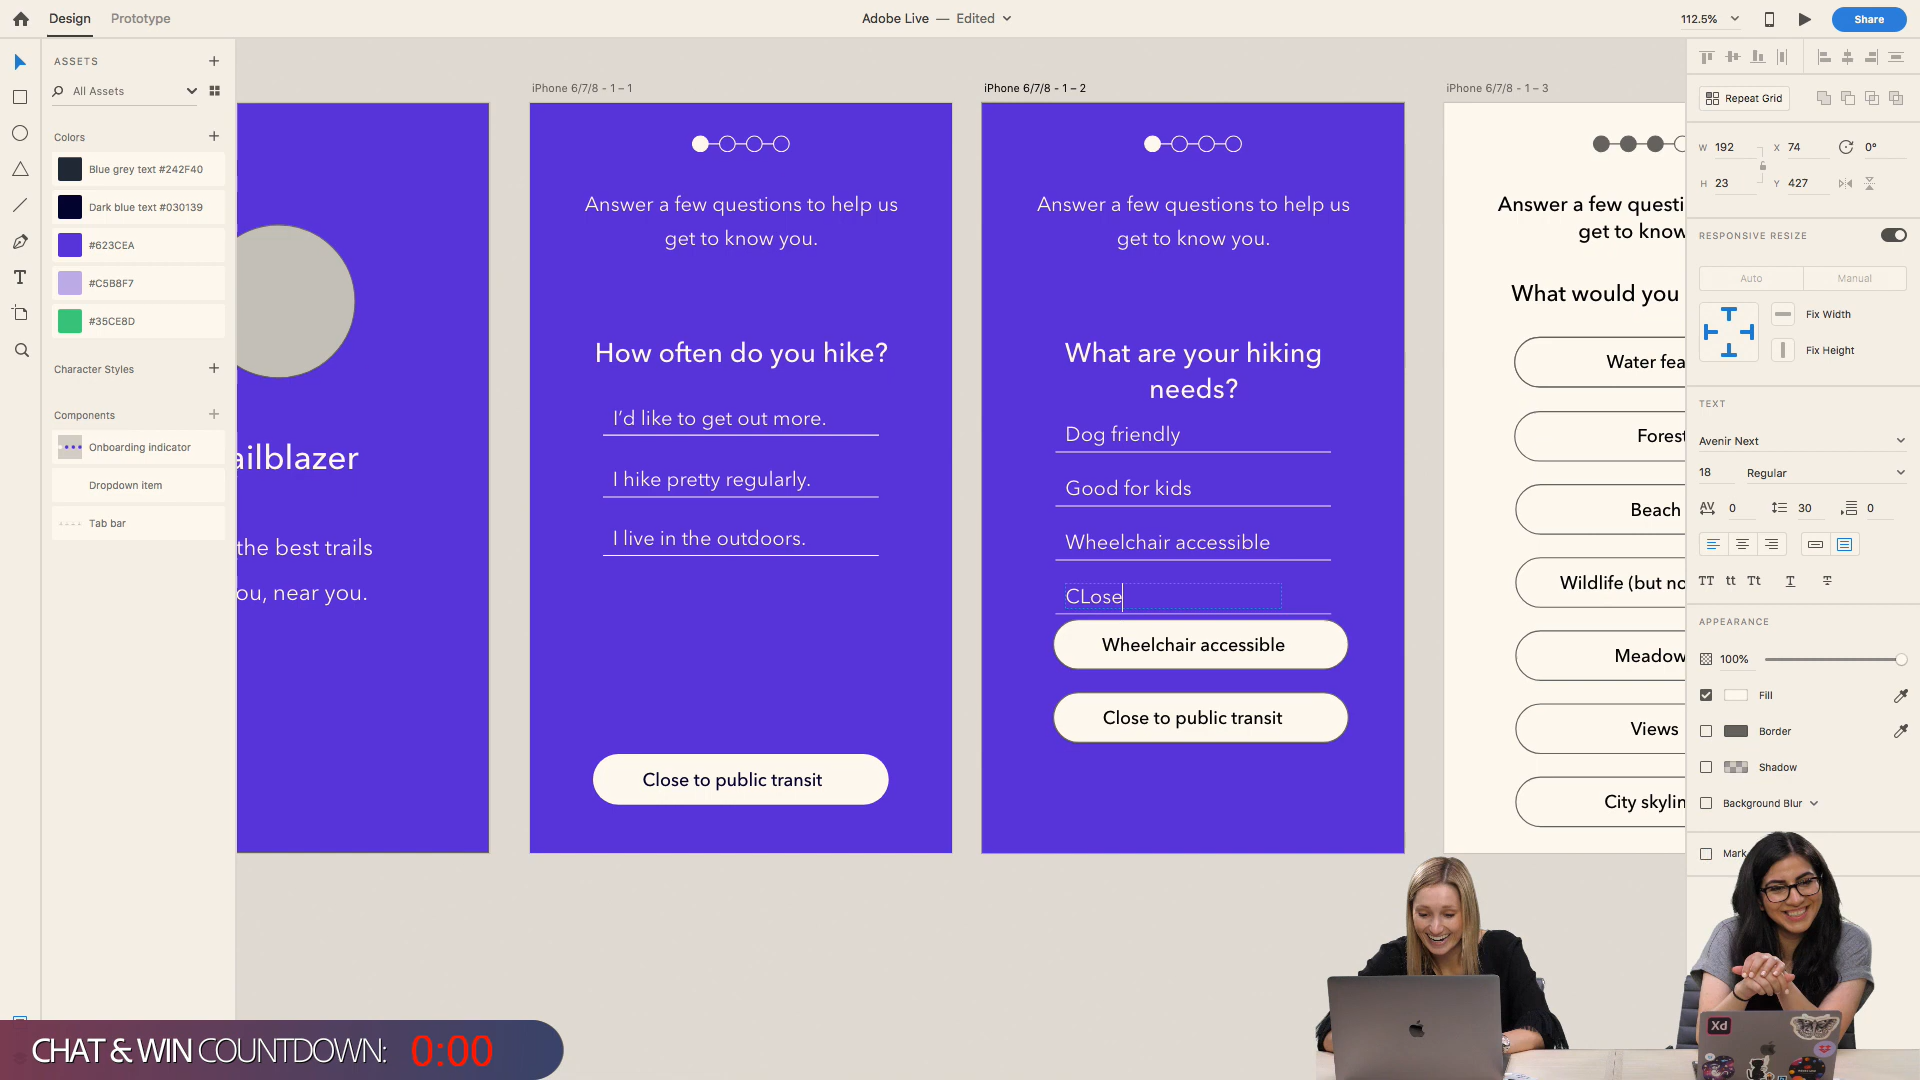 Design
Prototype
Adobe Live — Edited
112.5%
Share
ASSETS
All Assets
Colors
Blue grey text #242F40
Dark blue text #030139
#623CEA
#C5B8F7
#35CE8D
Character Styles
Components
Onboarding indicator
Dropdown item
Tab bar
ailblazer
the best trails
ou, near you.
iPhone 6/7/8 - 1 – 1
Answer a few questions to help us
get to know you.
How often do you hike?
I’d like to get out more.
I hike pretty regularly.
I live in the outdoors.
Close to public transit
iPhone 6/7/8 - 1 – 2
Answer a few questions to help us
get to know you.
What are your hiking
needs?
Dog friendly
Good for kids
Wheelchair accessible
CLose
Wheelchair accessible
Close to public transit
iPhone 6/7/8 - 1 – 3
Answer a few questi
get to know
What would you
Water fea
Forest
Beach
Wildlife (but no
Meadow
Views
City skylin
Repeat Grid
W 192 X 74 0°
H 23 Y 427
RESPONSIVE RESIZE
Auto Manual
Fix Width
Fix Height
TEXT
Avenir Next
18 Regular
AV 0 30 0
TT tt Tt T T
APPEARANCE
100%
Fill
Border
Shadow
Background Blur
Mark
Xd
CHAT & WIN COUNTDOWN: 0:00